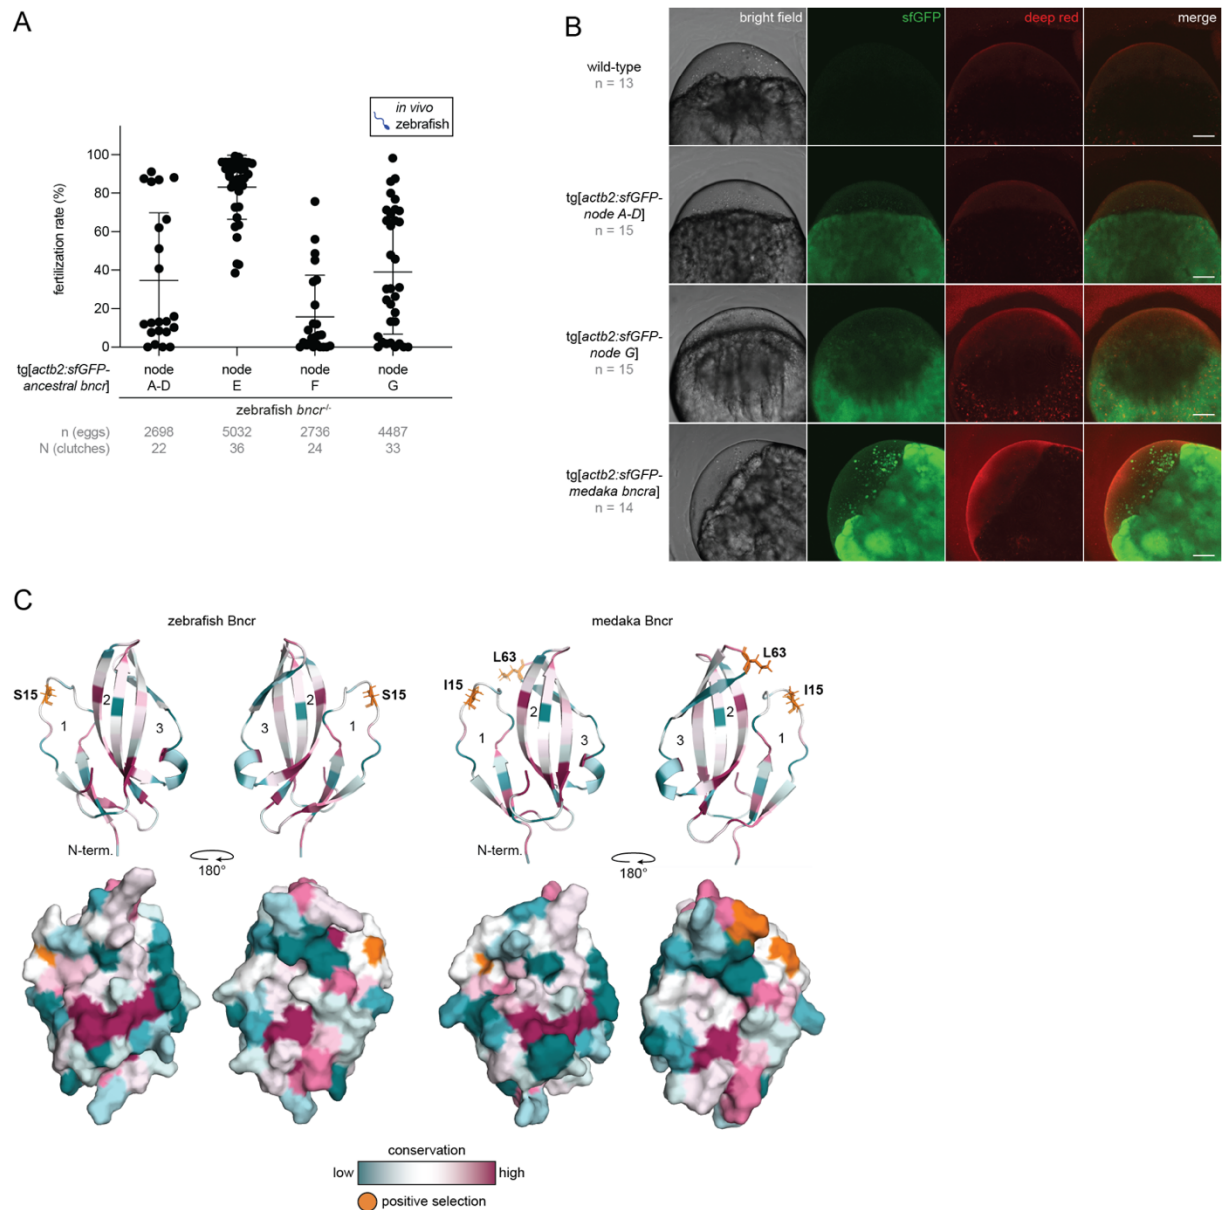 A
in vivo
zebrafish
fertilization rate (%)
100
80
60
40
20
0
tg[actb2:sfGFP-
ancestral bncr]
node
A-D
node
E
node
F
node
G
zebrafish bncr-/-
n (eggs) 2698 5032 2736 4487
N (clutches) 22 36 24 33
B
bright field sfGFP deep red merge
wild-type
n = 13
tg[actb2:sfGFP-
node A-D]
n = 15
tg[actb2:sfGFP-
node G]
n = 15
tg[actb2:sfGFP-
medaka bncra]
n = 14
C
zebrafish Bncr
S15
1
2
3
N-term.
180°
S15
3
2
1
medaka Bncr
L63
I15
1
2
3
N-term.
180°
L63
I15
3
2
1
conservation
low high
positive selection